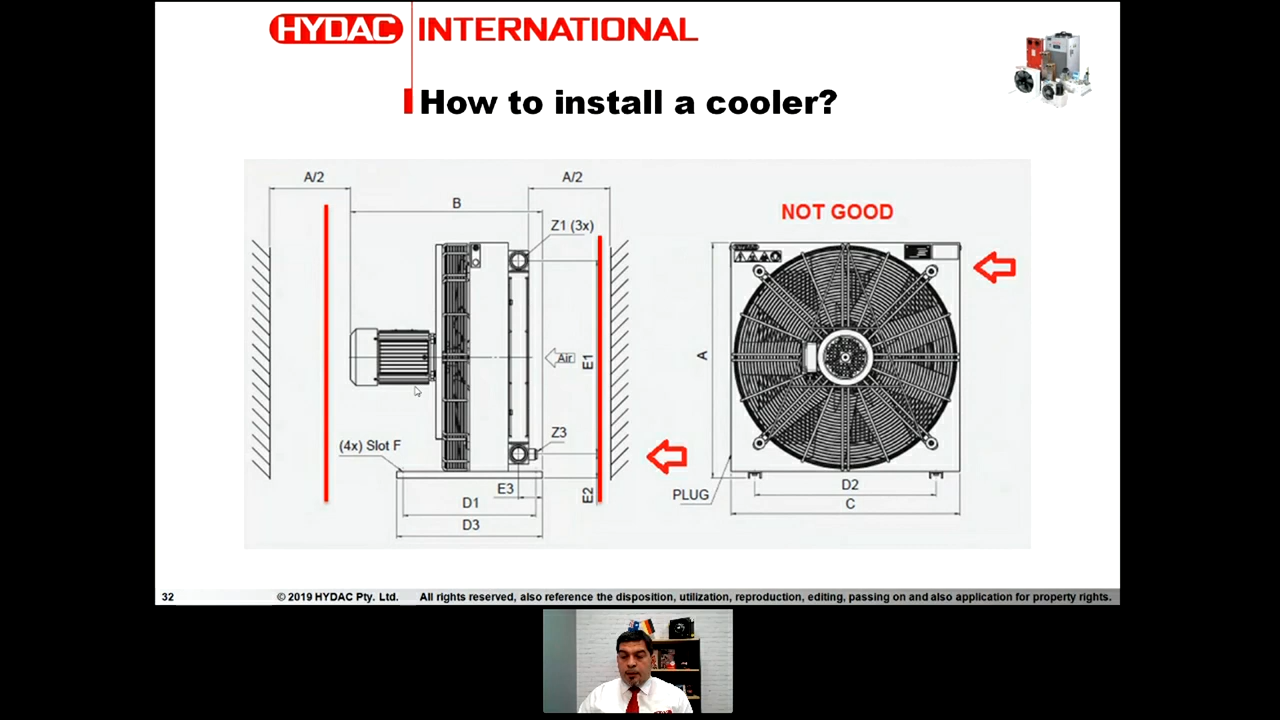 HYDAC INTERNATIONAL
How to install a cooler?
A/2
A/2
B
Z1 (3x)
NOT GOOD
Air
E1
A
(4x) Slot F
Z3
E3
E2
PLUG
D1
D2
D3
C
32 © 2019 HYDAC Pty. Ltd. All rights reserved, also reference the disposition, utilization, reproduction, editing, passing on and also application for property rights.